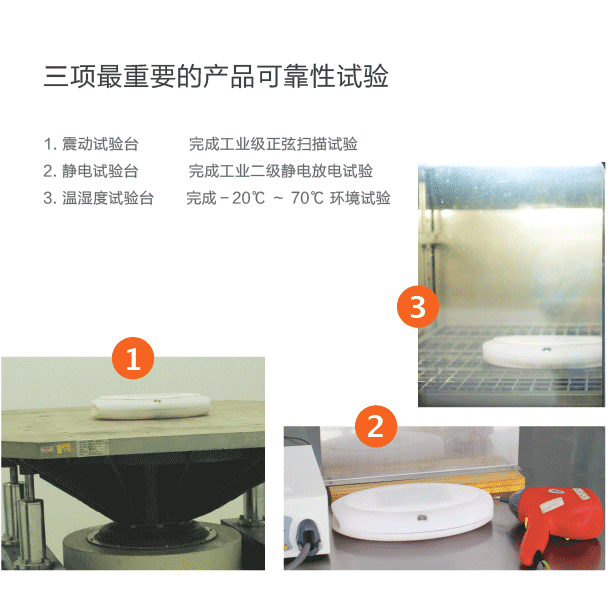 三项最重要的产品可靠性试验
1. 震动试验台 完成工业级正弦扫描试验
2. 静电试验台 完成工业二级静电放电试验
3. 温湿度试验台 完成－20℃ ～ 70℃ 环境试验
3
1
2